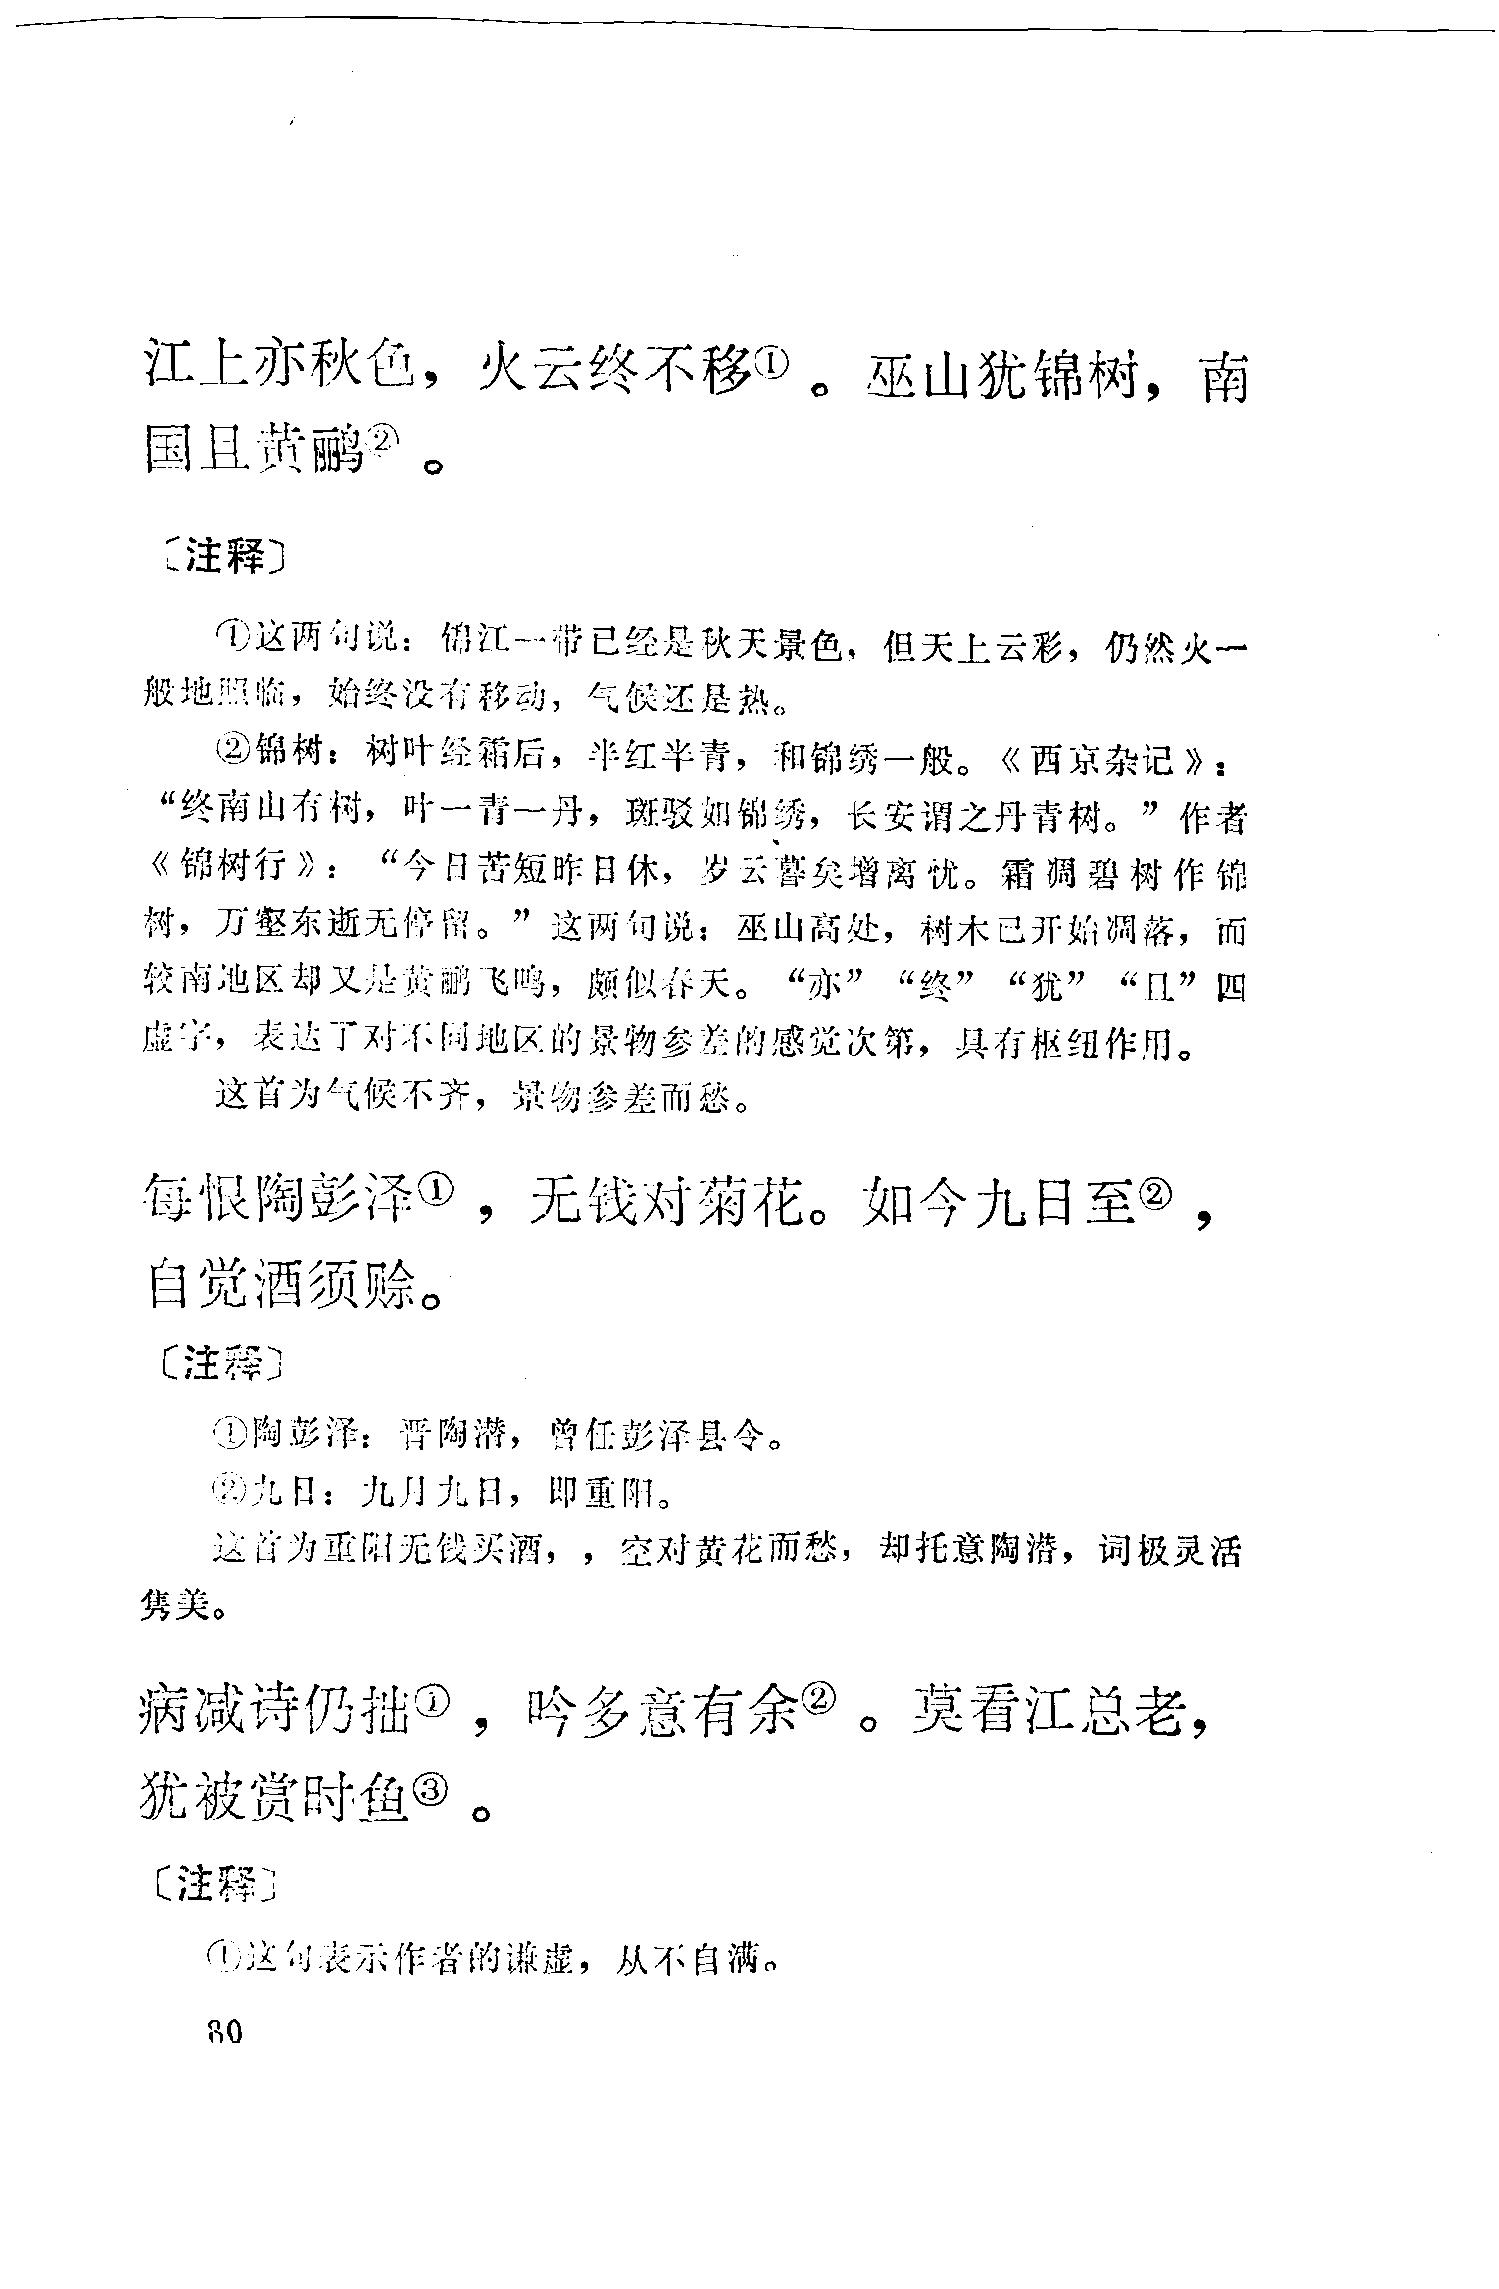 江上亦秋色，火云终不移①。巫山犹锦树，南
国且黄鹂②。
〔注释〕
①这两句说：锦江一带已经是秋天景色，但天上云彩，仍然火一
般地照临，始终没有移动，气候还是热。
②锦树：树叶经霜后，半红半青，和锦绣一般。《西京杂记》：
“终南山有树，叶一青一丹，斑驳如锦绣，长安谓之丹青树。”作者
《锦树行》：“今日苦短昨日休，岁云暮矣增离忧。霜凋碧树作锦
树，万壑东逝无停留。”这两句说：巫山高处，树木已开始凋落，而
较南地区却又是黄鹂飞鸣，颇似春天。“亦”“终”“犹”“且”四
虚字，表达了对不同地区的景物参差的感觉次第，具有枢纽作用。
这首为气候不齐，景物参差而愁。
每恨陶彭泽①，无钱对菊花。如今九日至②，
自觉酒须赊。
〔注释〕
①陶彭泽：晋陶潜，曾任彭泽县令。
②九日：九月九日，即重阳。
这首为重阳无钱买酒，，空对黄花而愁，却托意陶潜，词极灵活
隽美。
病减诗仍拙①，吟多意有余②。莫看江总老，
犹被赏时鱼③。
〔注释〕
①这句表示作者的谦虚，从不自满。
80